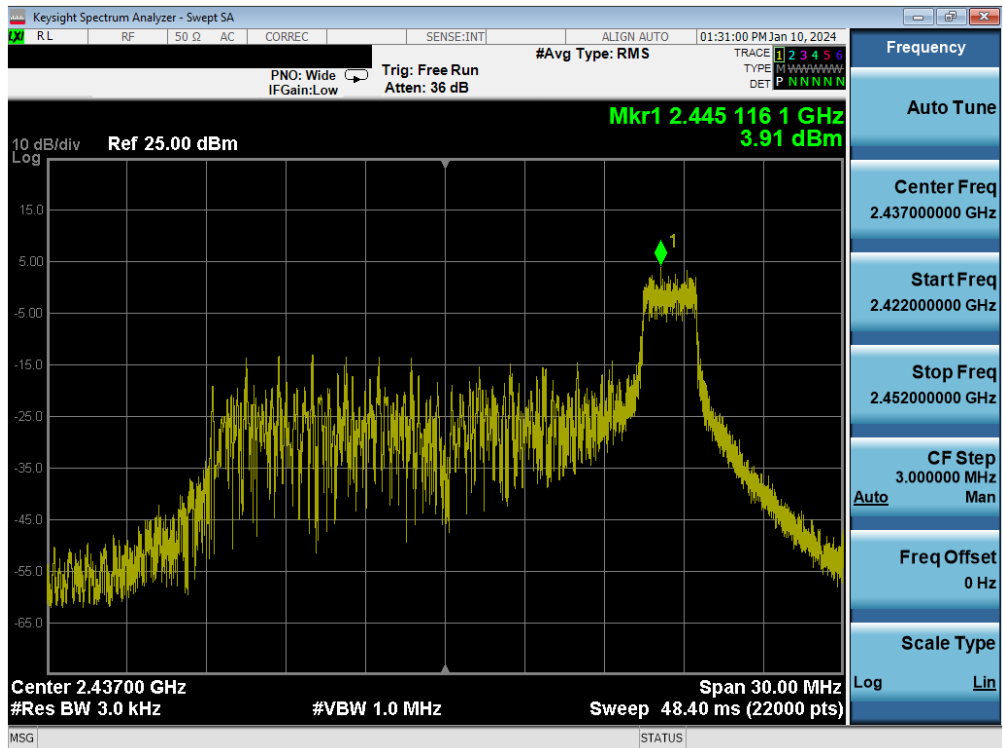 Keysight Spectrum Analyzer - Swept SA
LXI RL RF 50 Ω AC CORREC SENSE:INT ALIGN AUTO 01:31:00 PM Jan 10, 2024
#Avg Type: RMS TRACE 1 2 3 4 5 6
PNO: Wide Trig: Free Run TYPE M WWWWW
IFGain:Low Atten: 36 dB DET P N N N N N
Mkr1 2.445 116 1 GHz
3.91 dBm
10 dB/div Ref 25.00 dBm
Log
15.0
1
5.00
-5.00
-15.0
-25.0
-35.0
-45.0
-55.0
-65.0
Center 2.43700 GHz Span 30.00 MHz
#Res BW 3.0 kHz #VBW 1.0 MHz Sweep 48.40 ms (22000 pts)
MSG STATUS
Frequency
Auto Tune
Center Freq
2.437000000 GHz
Start Freq
2.422000000 GHz
Stop Freq
2.452000000 GHz
CF Step
3.000000 MHz
Auto Man
Freq Offset
0 Hz
Scale Type
Log Lin